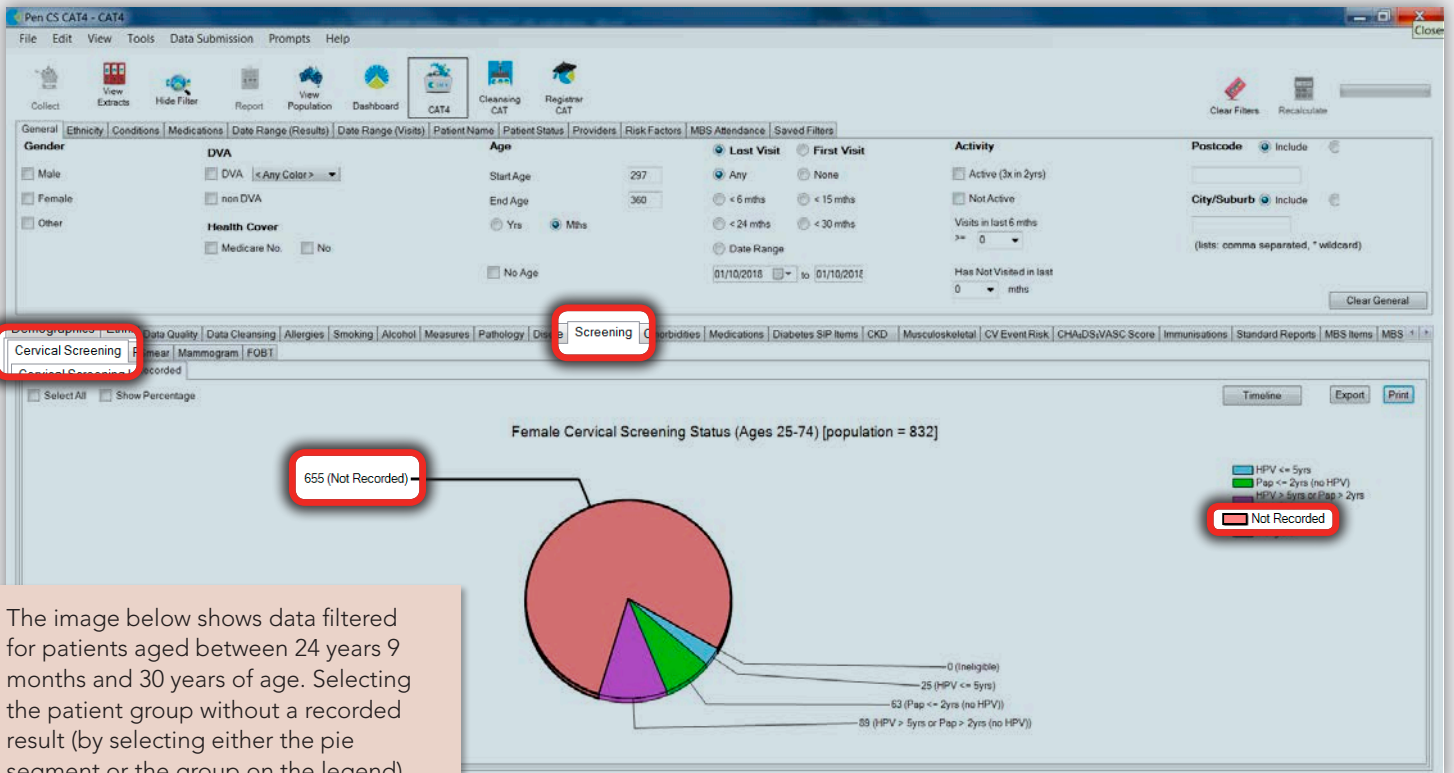 Pen CS CAT4 - CAT4
Close
File Edit View Tools Data Submission Prompts Help
Collect
View Extracts
Hide Filter
Report
View Population
Dashboard
CAT4
Cleansing CAT
Registrar CAT
Clear Filters
Recalculate
General Ethnicity Conditions Medications Date Range (Results) Date Range (Visits) Patient Name Patient Status Providers Risk Factors MBS Attendance Saved Filters
Gender
Male
Female
Other
DVA
DVA <Any Color>
non DVA
Health Cover
Medicare No. No
Age
Start Age 297
End Age 360
Yrs Mths
No Age
Last Visit First Visit
Any None
< 6 mths < 15 mths
< 24 mths < 30 mths
Date Range
01/10/2018 to 01/10/2018
Activity
Active (3x in 2yrs)
Not Active
Visits in last 6 mths
>= 0
Has Not Visited in last
0 mths
Postcode Include
City/Suburb Include
(lists: comma separated, * wildcard)
Clear General
Data Quality Data Cleansing Allergies Smoking Alcohol Measures Pathology Screening Medications Diabetes SIP Items CKD Musculoskeletal CV Event Risk CHA₂DS₂VASC Score Immunisations Standard Reports MBS Items MBS
Cervical Screening Mammogram FOBT
Select All Show Percentage
Timeline Export Print
Female Cervical Screening Status (Ages 25-74) [population = 832]
655 (Not Recorded)
HPV <= 5yrs
Pap <= 2yrs (no HPV)
HPV > 5yrs or Pap > 2yrs
Not Recorded
0 (Ineligible)
25 (HPV <= 5yrs)
63 (Pap <= 2yrs (no HPV))
89 (HPV > 5yrs or Pap > 2yrs (no HPV))
The image below shows data filtered
for patients aged between 24 years 9
months and 30 years of age. Selecting
the patient group without a recorded
result (by selecting either the pie
segment or the group on the legend)